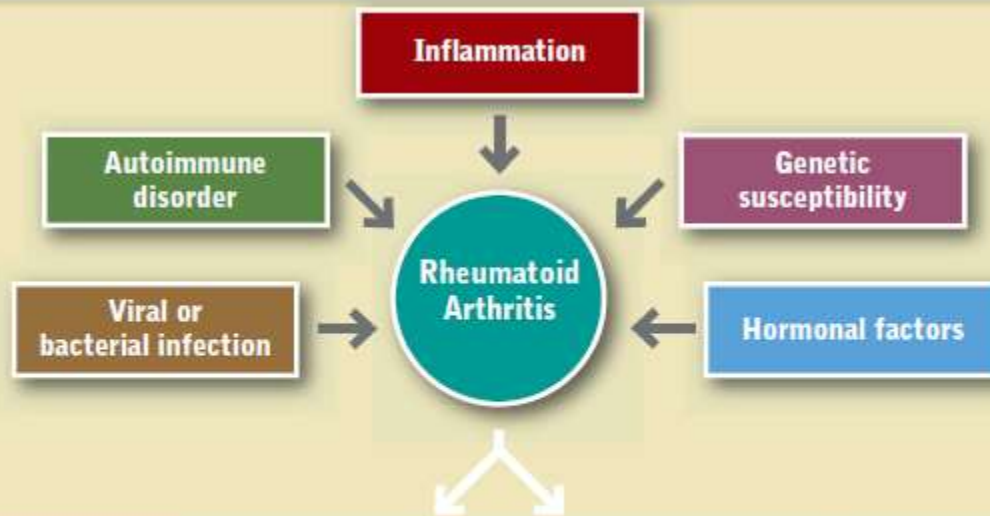 Inflammation
Autoimmune
disorder
Genetic
susceptibility
Rheumatoid
Arthritis
Viral or
bacterial infection
Hormonal factors